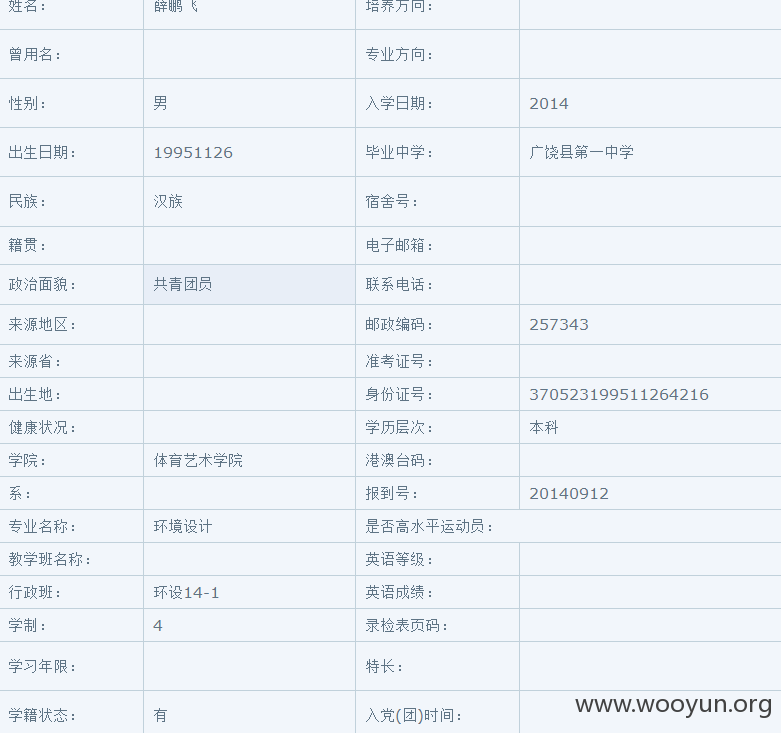 姓名： 薛鹏飞 培养方向：
曾用名： 专业方向：
性别： 男 入学日期： 2014
出生日期： 19951126 毕业中学： 广饶县第一中学
民族： 汉族 宿舍号：
籍贯： 电子邮箱：
政治面貌： 共青团员 联系电话：
来源地区： 邮政编码： 257343
来源省： 准考证号：
出生地： 身份证号： 370523199511264216
健康状况： 学历层次： 本科
学院： 体育艺术学院 港澳台码：
系： 报到号： 20140912
专业名称： 环境设计 是否高水平运动员：
教学班名称： 英语等级：
行政班： 环设14-1 英语成绩：
学制： 4 录检表页码：
学习年限： 特长：
学籍状态： 有 入党(团)时间：
www.wooyun.org